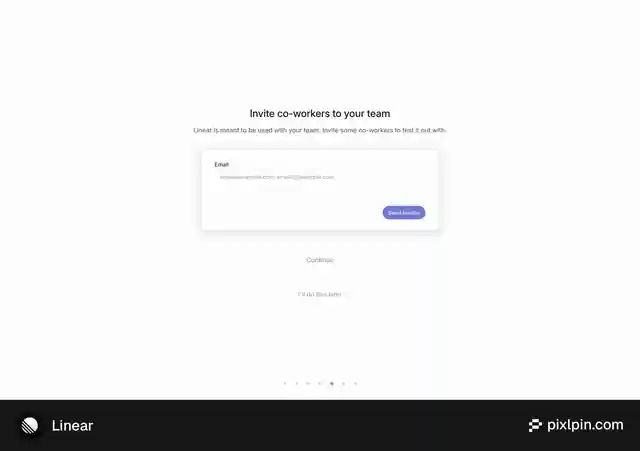 Invite co-workers to your team
Linear is meant to be used with your team. Invite some co-workers to test it out with.
Email
Send invites
Continue
I'll do this later
Linear
pixlpin.com